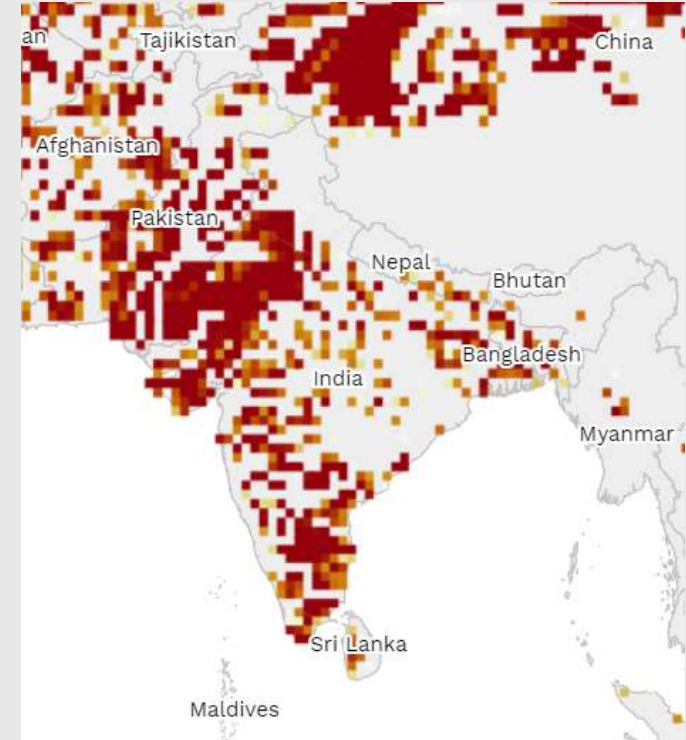 an
Tajikistan
China
Afghanistan
Pakistan
Nepal
Bhutan
Bangladesh
India
Myanmar
Sri Lanka
Maldives